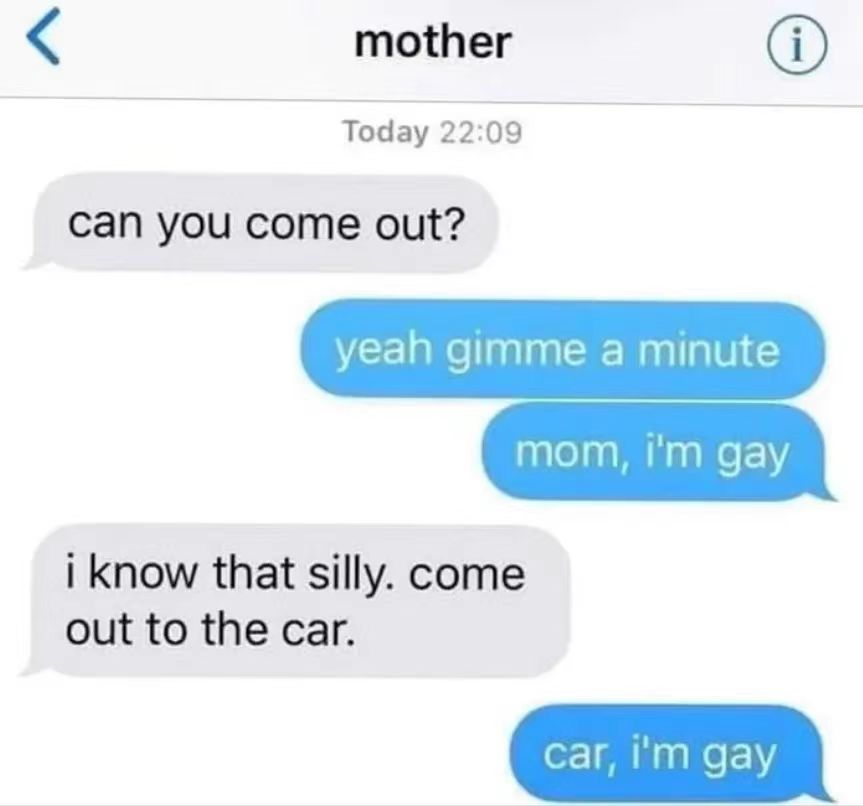 mother
Today 22:09
can you come out?
yeah gimme a minute
mom, i'm gay
i know that silly. come
out to the car.
car, i'm gay